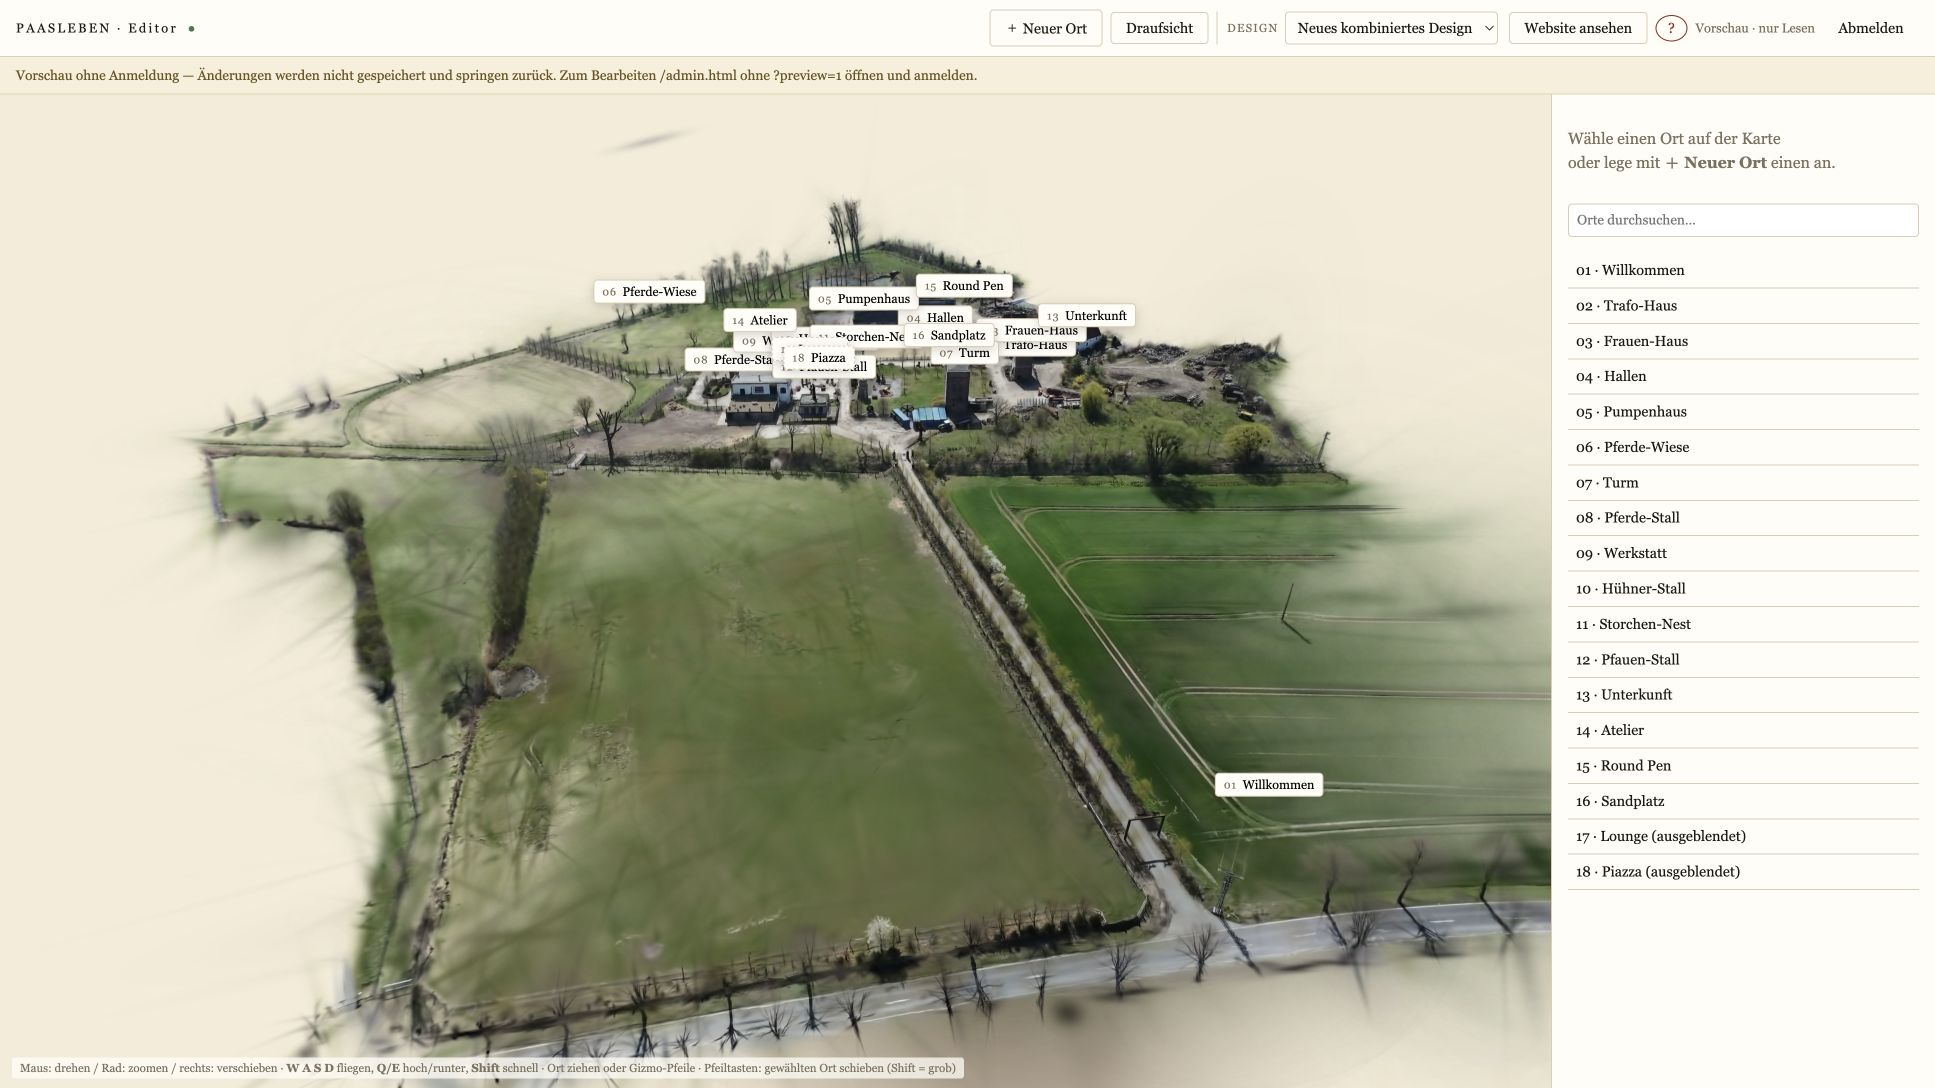 PAASLEBEN · Editor
+ Neuer Ort
Draufsicht
DESIGN
Neues kombiniertes Design
Website ansehen
?
Vorschau · nur Lesen
Abmelden
Vorschau ohne Anmeldung — Änderungen werden nicht gespeichert und springen zurück. Zum Bearbeiten /admin.html ohne ?preview=1 öffnen und anmelden.
15 Round Pen
06 Pferde-Wiese
05 Pumpenhaus
13 Unterkunft
04 Hallen
14 Atelier
Frauen-Haus
16 Sandplatz
09
Trafo-Haus
07 Turm
18 Piazza
08
01 Willkommen
Maus: drehen / Rad: zoomen / rechts: verschieben · W A S D fliegen, Q/E hoch/runter, Shift schnell · Ort ziehen oder Gizmo-Pfeile · Pfeiltasten: gewählten Ort schieben (Shift = grob)
Wähle einen Ort auf der Karte
oder lege mit + Neuer Ort einen an.
Orte durchsuchen...
01 · Willkommen
02 · Trafo-Haus
03 · Frauen-Haus
04 · Hallen
05 · Pumpenhaus
06 · Pferde-Wiese
07 · Turm
08 · Pferde-Stall
09 · Werkstatt
10 · Hühner-Stall
11 · Storchen-Nest
12 · Pfauen-Stall
13 · Unterkunft
14 · Atelier
15 · Round Pen
16 · Sandplatz
17 · Lounge (ausgeblendet)
18 · Piazza (ausgeblendet)